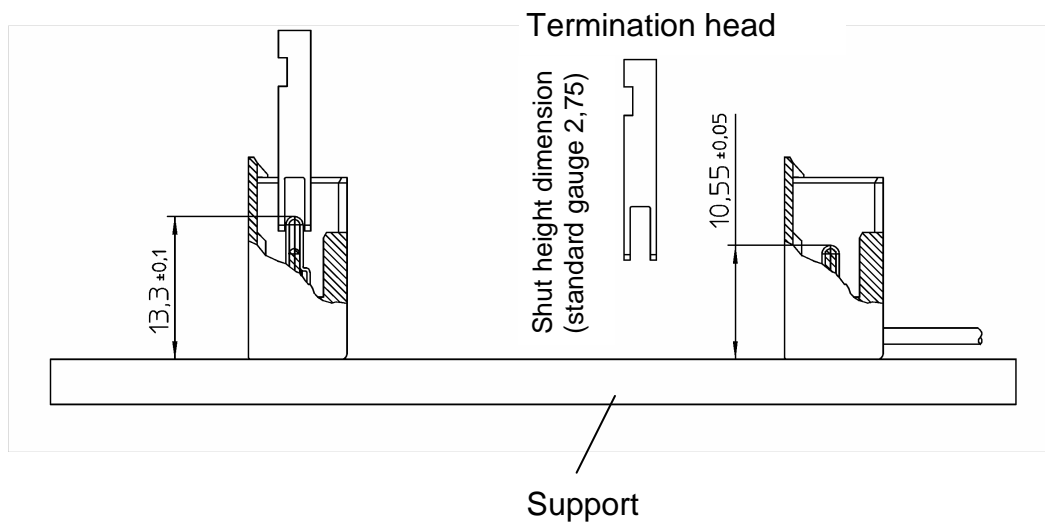 Termination head
Shut height dimension
(standard gauge 2,75)
13,3 ±0,1
10,55 ±0,05
Support